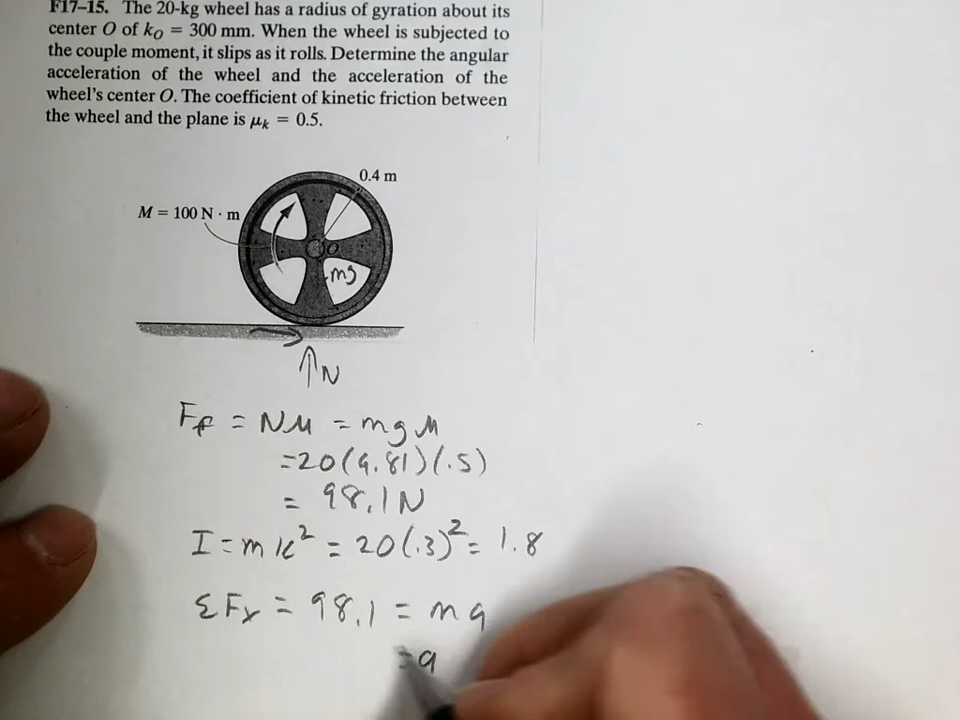 F17–15. The 20-kg wheel has a radius of gyration about its
center O of kO = 300 mm. When the wheel is subjected to
the couple moment, it slips as it rolls. Determine the angular
acceleration of the wheel and the acceleration of the
wheel's center O. The coefficient of kinetic friction between
the wheel and the plane is μk = 0.5.
0.4 m
M = 100 N · m
O
mg
N
Ff = Nμ = mgμ
=20(9.81)(.5)
= 98.1N
I = mk² = 20(.3)² = 1.8
ΣFx = 98.1 = ma
=a